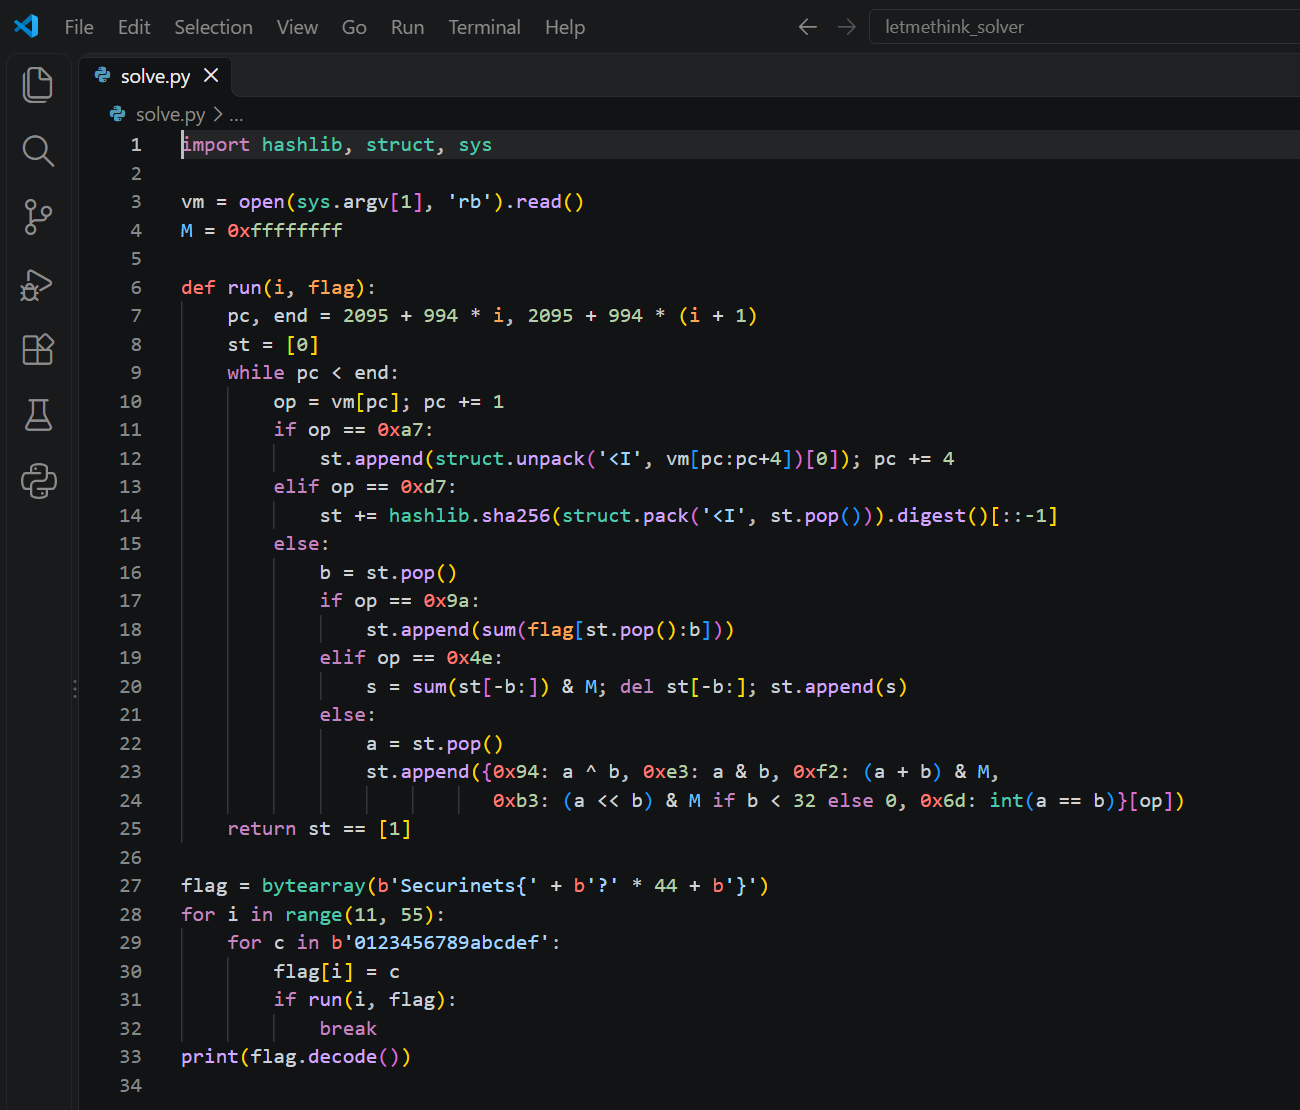 File Edit Selection View Go Run Terminal Help
letmethink_solver
solve.py
solve.py > ...
1 import hashlib, struct, sys
2
3 vm = open(sys.argv[1], 'rb').read()
4 M = 0xffffffff
5
6 def run(i, flag):
7     pc, end = 2095 + 994 * i, 2095 + 994 * (i + 1)
8     st = [0]
9     while pc < end:
10         op = vm[pc]; pc += 1
11         if op == 0xa7:
12             st.append(struct.unpack('<I', vm[pc:pc+4])[0]); pc += 4
13         elif op == 0xd7:
14             st += hashlib.sha256(struct.pack('<I', st.pop())).digest()[::-1]
15         else:
16             b = st.pop()
17             if op == 0x9a:
18                 st.append(sum(flag[st.pop():b]))
19             elif op == 0x4e:
20                 s = sum(st[-b:]) & M; del st[-b:]; st.append(s)
21             else:
22                 a = st.pop()
23                 st.append({0x94: a ^ b, 0xe3: a & b, 0xf2: (a + b) & M,
24                            0xb3: (a << b) & M if b < 32 else 0, 0x6d: int(a == b)}[op])
25     return st == [1]
26
27 flag = bytearray(b'Securinets{' + b'?' * 44 + b'}')
28 for i in range(11, 55):
29     for c in b'0123456789abcdef':
30         flag[i] = c
31         if run(i, flag):
32             break
33 print(flag.decode())
34